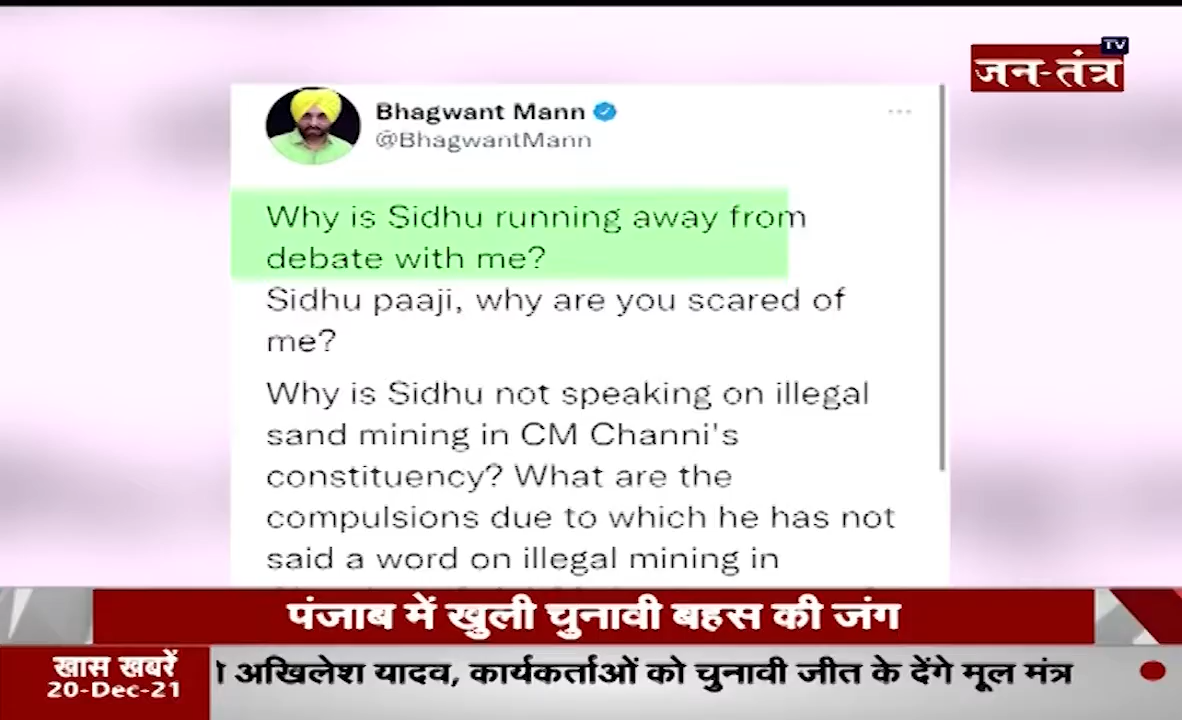 TV
जन-तंत्र
Bhagwant Mann
@BhagwantMann
Why is Sidhu running away from
debate with me?
Sidhu paaji, why are you scared of
me?
Why is Sidhu not speaking on illegal
sand mining in CM Channi's
constituency? What are the
compulsions due to which he has not
said a word on illegal mining in
पंजाब में खुली चुनावी बहस की जंग
खास खबरें
20-Dec-21
अखिलेश यादव, कार्यकर्ताओं को चुनावी जीत के देंगे मूल मंत्र